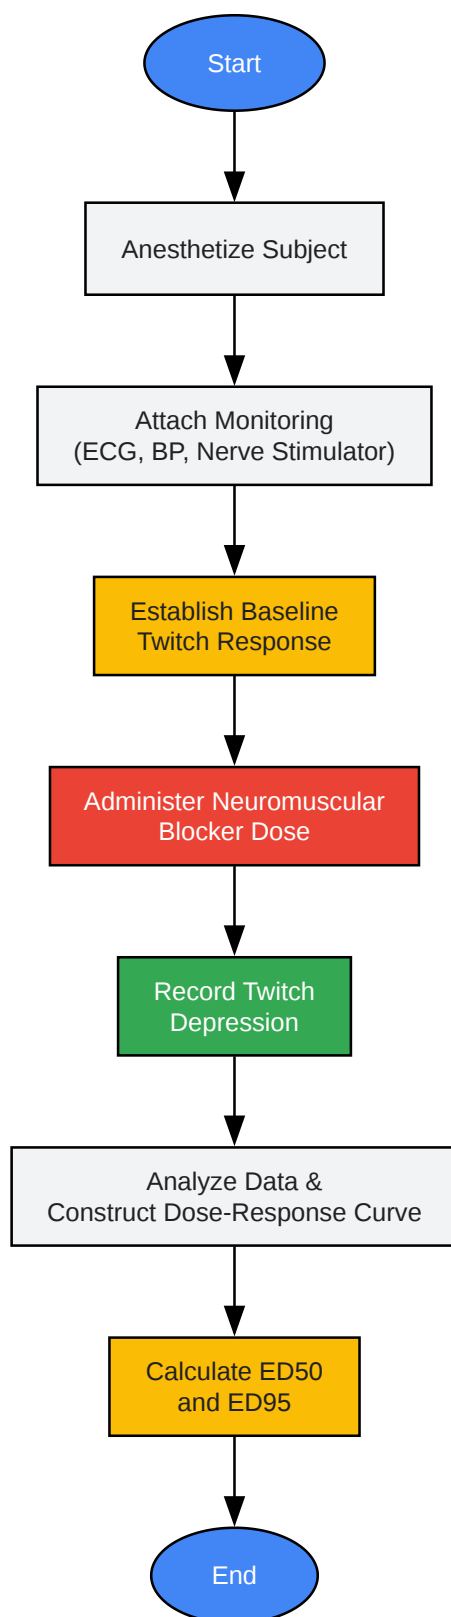 Start
Anesthetize Subject
Attach Monitoring
(ECG, BP, Nerve Stimulator)
Establish Baseline
Twitch Response
Administer Neuromuscular
Blocker Dose
Record Twitch
Depression
Analyze Data &
Construct Dose-Response Curve
Calculate ED50
and ED95
End